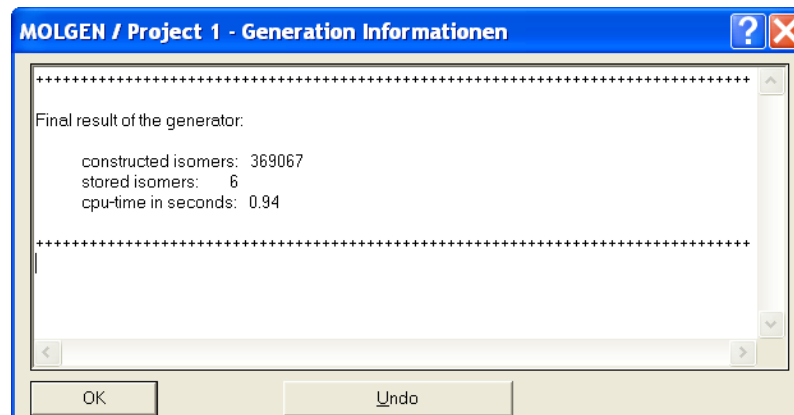 MOLGEN / Project 1 - Generation Informationen
++++++++++++++++++++++++++++++++++++++++++++++++++++++++++++++++++++++++++++++++
Final result of the generator:
constructed isomers: 369067
stored isomers: 6
cpu-time in seconds: 0.94
++++++++++++++++++++++++++++++++++++++++++++++++++++++++++++++++++++++++++++++++
OK
Undo